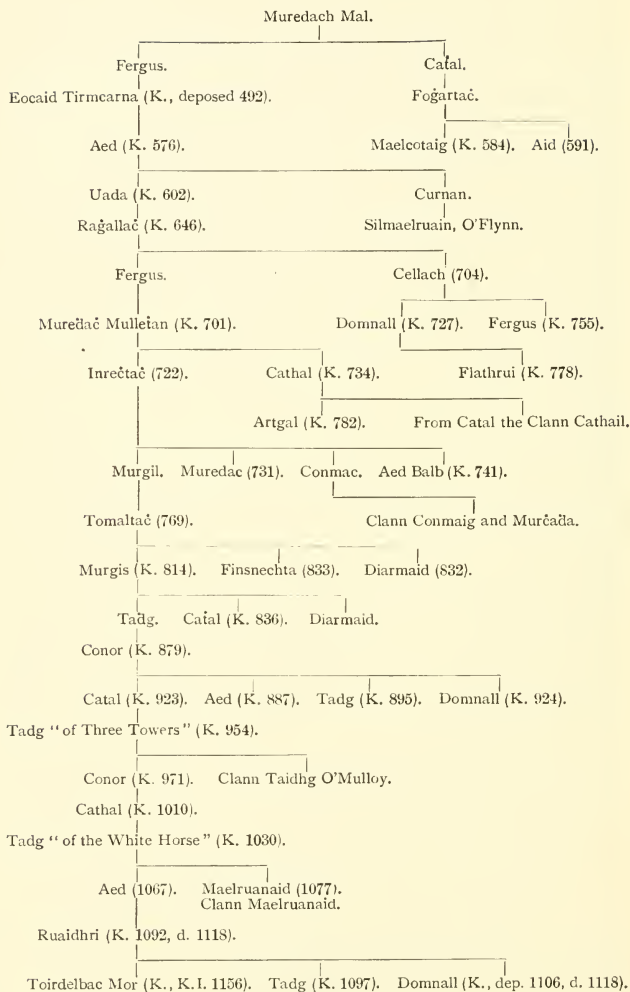 Muredach Mal.
Fergus. Catal.
Eocaid Tirmcarna (K., deposed 492). Foġartaċ.
Aed (K. 576). Maelcotaig (K. 584). Aid (591).
Uada (K. 602). Curnan.
Raġallaċ (K. 646). Silmaelruain, O'Flynn.
Fergus. Cellach (704).
Muredaċ Mulletan (K. 701). Domnall (K. 727). Fergus (K. 755).
Inreċtaċ (722). Cathal (K. 734). Flathrui (K. 778).
Artgal (K. 782). From Catal the Clann Cathail.
Murgil. Muredac (731). Conmac. Aed Balb (K. 741).
Tomaltaċ (769). Clann Conmaig and Murċada.
Murgis (K. 814). Finsnechta (833). Diarmaid (832).
Tadg. Catal (K. 836). Diarmaid.
Conor (K. 879).
Catal (K. 923). Aed (K. 887). Tadg (K. 895). Domnall (K. 924).
Tadg "of Three Towers" (K. 954).
Conor (K. 971). Clann Taidhg O'Mulloy.
Cathal (K. 1010).
Tadg "of the White Horse" (K. 1030).
Aed (1067). Maelruanaid (1077).
Clann Maelruanaid.
Ruaidhri (K. 1092, d. 1118).
Toirdelbac Mor (K., K.I. 1156). Tadg (K. 1097). Domnall (K., dep. 1106, d. 1118).